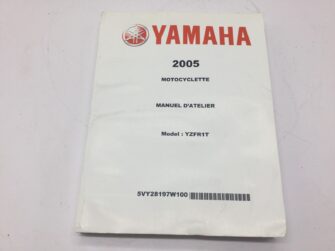 YAMAHA
2005
MOTOCYCLETTE
MANUEL D'ATELIER
Model : YZFR1T
5VY28197W100